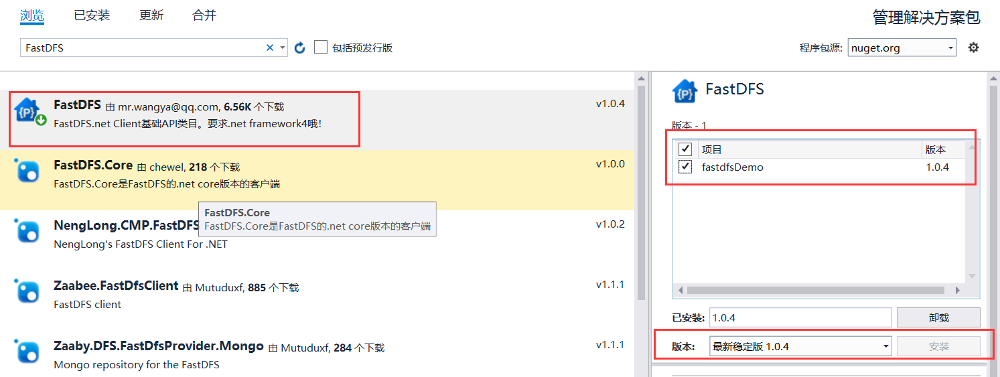 浏览 已安装 更新 合并 管理解决方案包
FastDFS 包括预发行版 程序包源: nuget.org
FastDFS 由 mr.wangya@qq.com, 6.56K 个下载 v1.0.4
FastDFS.net Client基础API类目。要求.net framework4哦!
FastDFS.Core 由 chewel, 218 个下载 v1.0.0
FastDFS.Core是FastDFS的.net core版本的客户端
FastDFS.Core
FastDFS.Core是FastDFS的.net core版本的客户端
NengLong.CMP.FastDFS v1.0.2
NengLong's FastDFS Client For .NET
Zaabee.FastDfsClient 由 Mutuduxf, 885 个下载 v1.1.1
FastDFS client
Zaaby.DFS.FastDfsProvider.Mongo 由 Mutuduxf, 284 个下载 v1.1.1
Mongo repository for the FastDFS
{P} FastDFS
版本 - 1
项目 版本
fastdfsDemo 1.0.4
已安装: 1.0.4 卸载
版本: 最新稳定版 1.0.4 安装